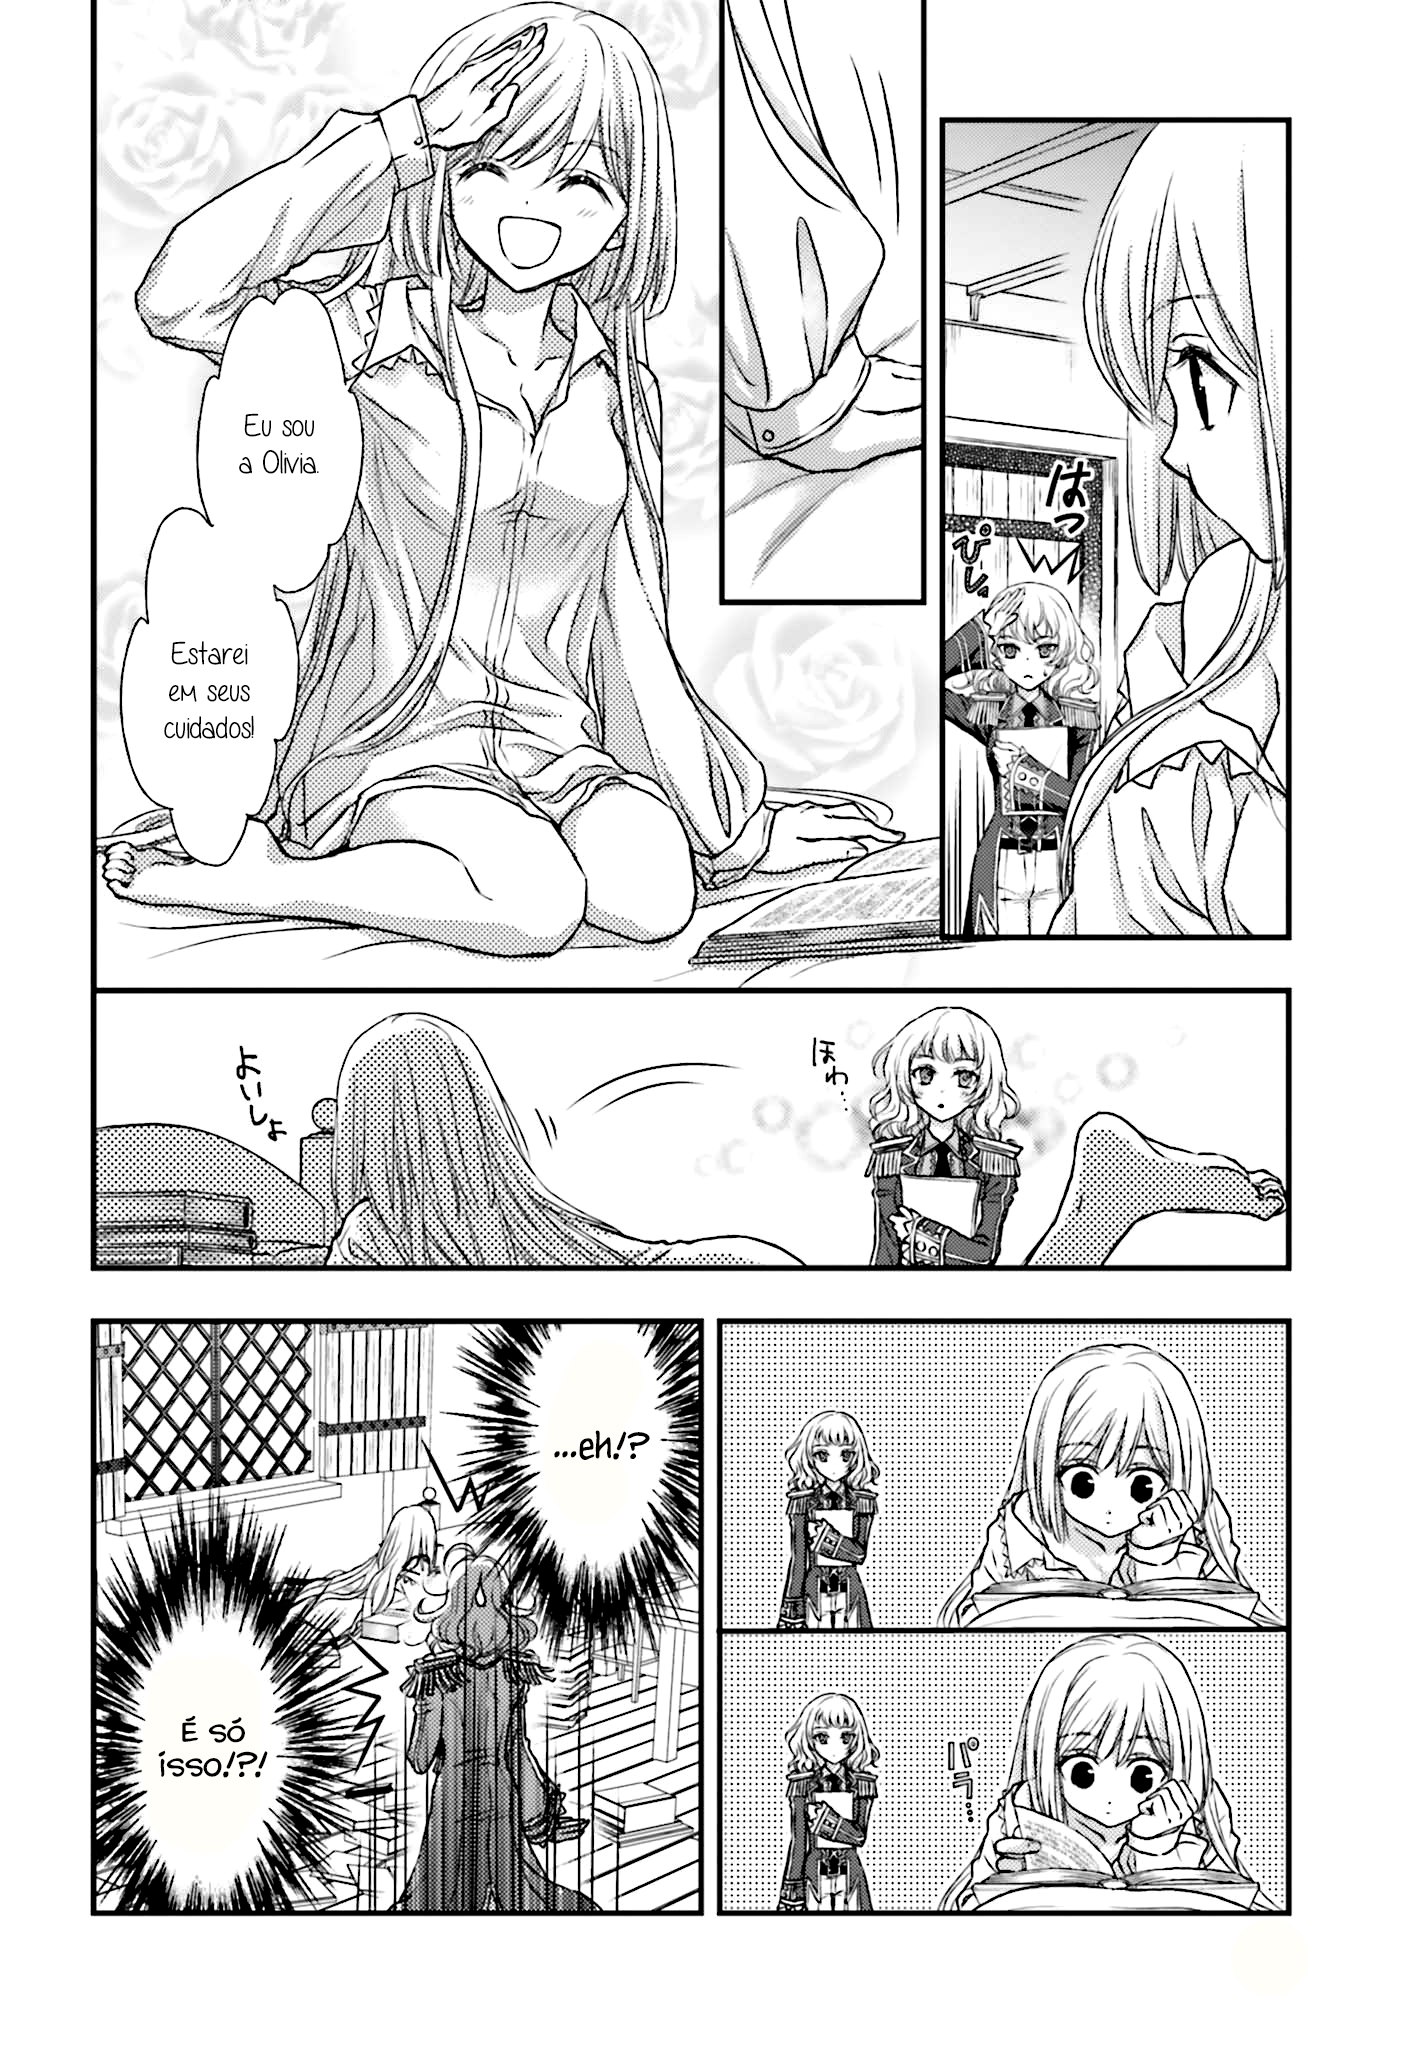 はっ
ぴしっ
Eu sou
a Olivia.
Estarei
em seus
cuidados!
ほわ…
よいしょ
パラ…
...eh!?
É só
isso!?!